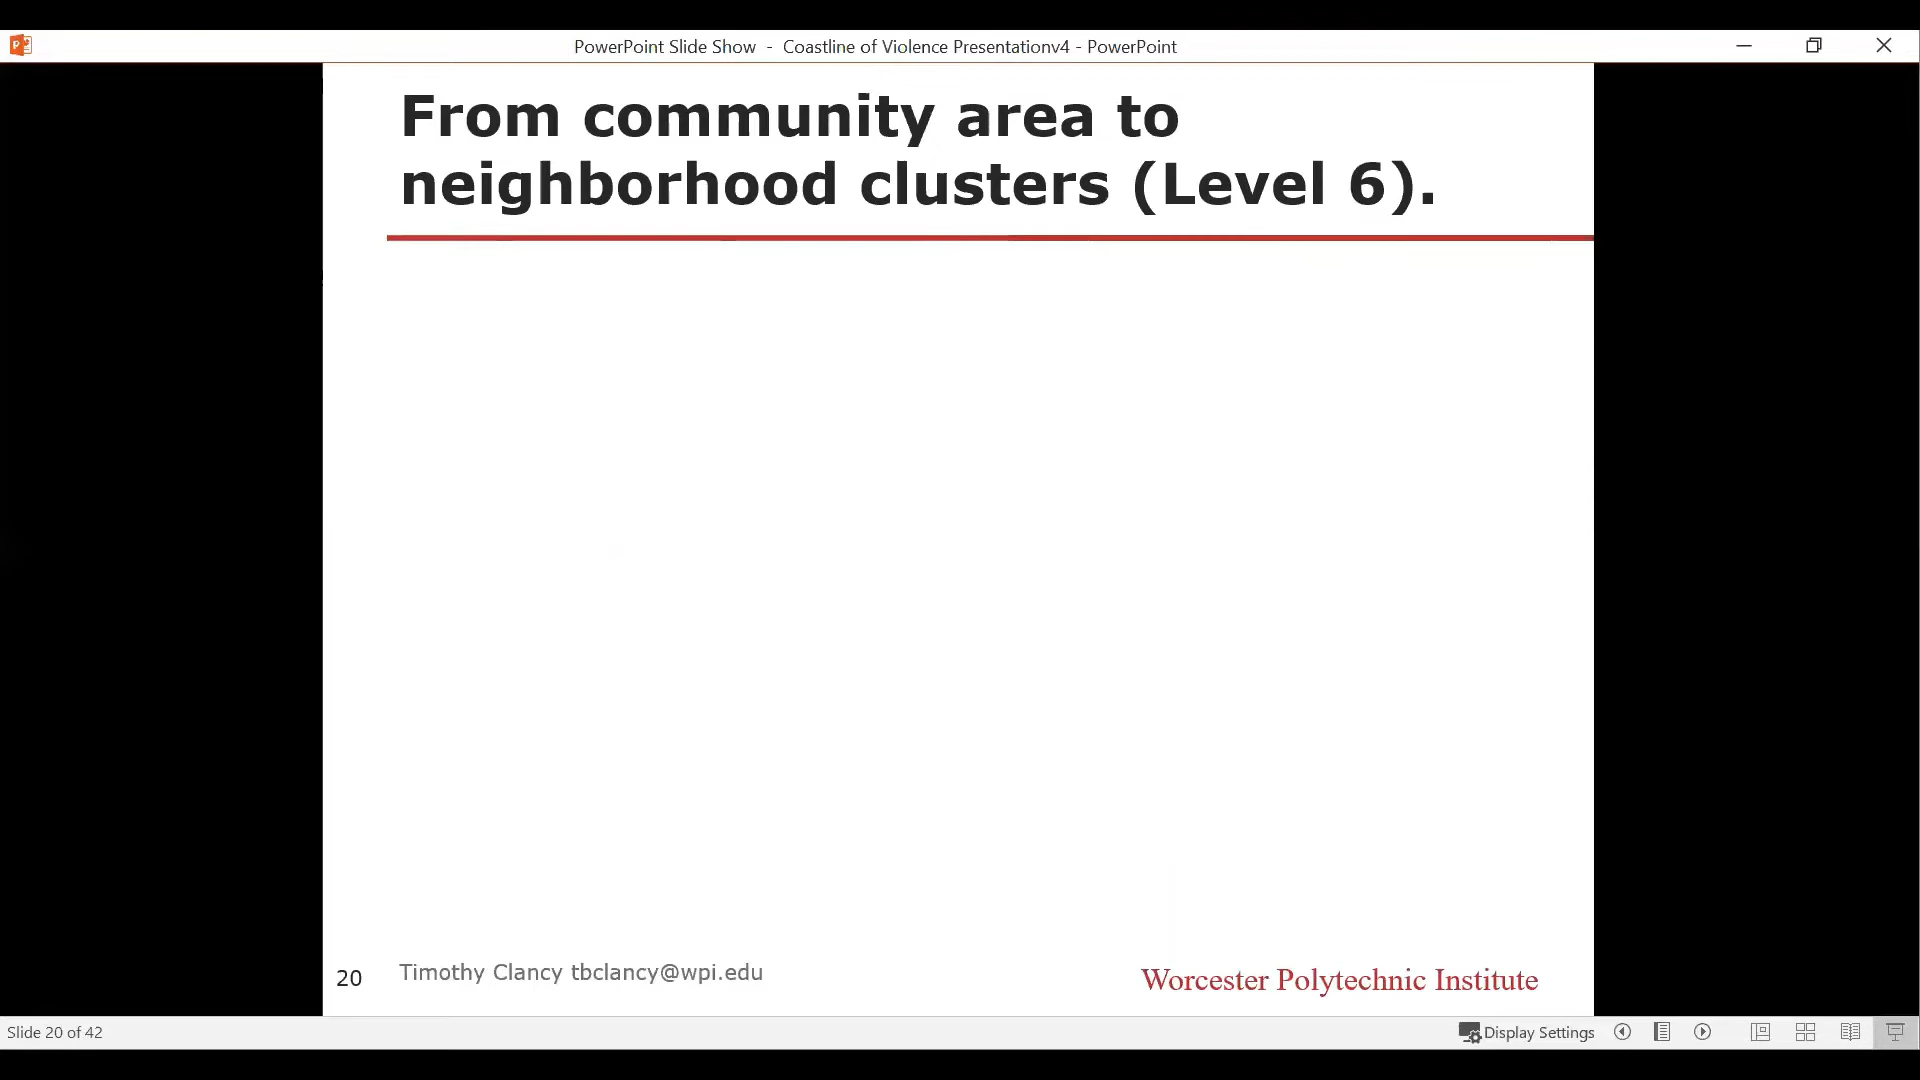 PowerPoint Slide Show - Coastline of Violence Presentationv4 - PowerPoint
From community area to
neighborhood clusters (Level 6).
20
Timothy Clancy tbclancy@wpi.edu
Worcester Polytechnic Institute
Slide 20 of 42
Display Settings